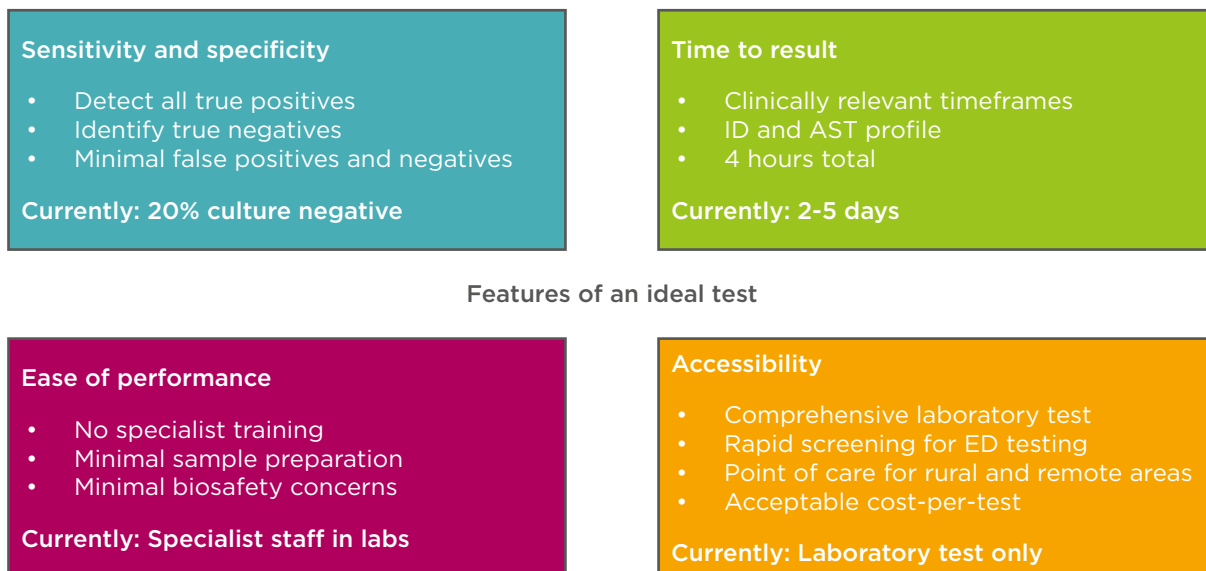 Sensitivity and specificity
• Detect all true positives
• Identify true negatives
• Minimal false positives and negatives
Currently: 20% culture negative
Time to result
• Clinically relevant timeframes
• ID and AST profile
• 4 hours total
Currently: 2-5 days
Features of an ideal test
Ease of performance
• No specialist training
• Minimal sample preparation
• Minimal biosafety concerns
Currently: Specialist staff in labs
Accessibility
• Comprehensive laboratory test
• Rapid screening for ED testing
• Point of care for rural and remote areas
• Acceptable cost-per-test
Currently: Laboratory test only